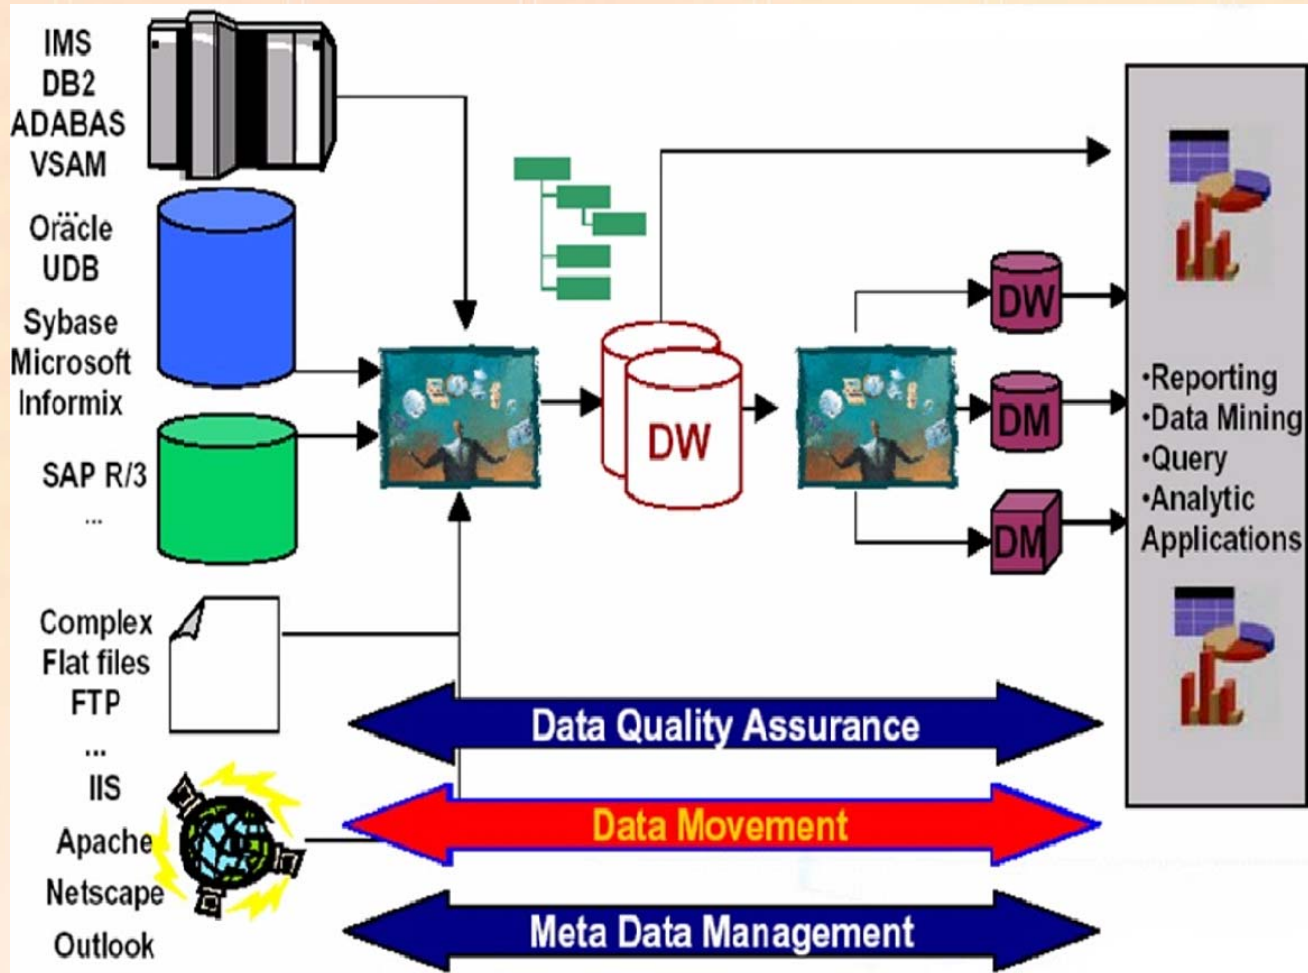 IMS
DB2
ADABAS
VSAM
...
Oracle
UDB
Sybase
Microsoft
Informix
SAP R/3
...
Complex
Flat files
FTP
...
IIS
Apache
Netscape
Outlook
DW
DW
DM
DM
•Reporting
•Data Mining
•Query
•Analytic
Applications
Data Quality Assurance
Data Movement
Meta Data Management